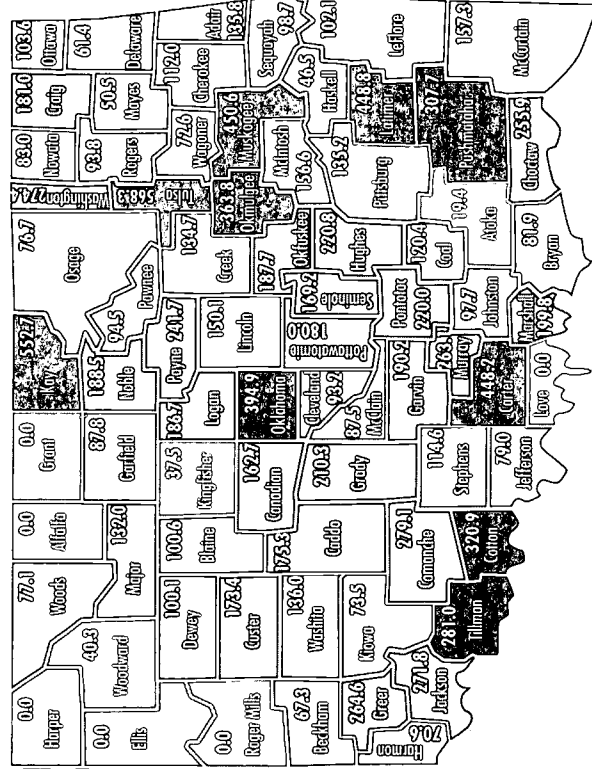 0.0
Harper
77.1
Woods
0.0
Alfalfa
0.0
Grant
352.7
Kay
76.7
Osage
Washington 274.4
83.0
Nowata
181.0
Craig
103.6
Ottawa
0.0
Ellis
40.3
Woodward
132.0
Major
87.8
Garfield
188.5
Noble
94.5
Pawnee
568.3
Tulsa
93.8
Rogers
50.5
Mayes
61.4
Delaware
0.0
Roger Mills
100.1
Dewey
100.6
Blaine
37.5
Kingfisher
186.7
Logan
Payne
241.7
134.7
Creek
72.6
Wagoner
112.0
Cherokee
Adair
135.8
173.4
Custer
162.7
Canadian
394.9
Oklahoma
150.1
Lincoln
187.7
Okfuskee
363.8
Okmulgee
450.6
Muskogee
Sequoyah
98.7
67.3
Beckham
136.0
Washita
175.3
Caddo
210.3
Grady
Cleveland
93.2
87.5
McClain
Pottawatomie
180.0
169.2
Seminole
220.8
Hughes
McIntosh
156.6
46.5
Haskell
102.1
LeFlore
264.6
Greer
73.5
Kiowa
279.1
Comanche
190.2
Garvin
Pontotoc
220.0
120.4
Coal
135.2
Pittsburg
248.8
Latimer
Harmon
70.6
271.8
Jackson
281.0
Tillman
320.9
Cotton
114.6
Stephens
263.1
Murray
97.7
Johnston
19.4
Atoka
30.7
Pushmataha
157.3
McCurtain
79.0
Jefferson
448.2
Carter
0.0
Love
Marshall
199.8
81.9
Bryan
Choctaw